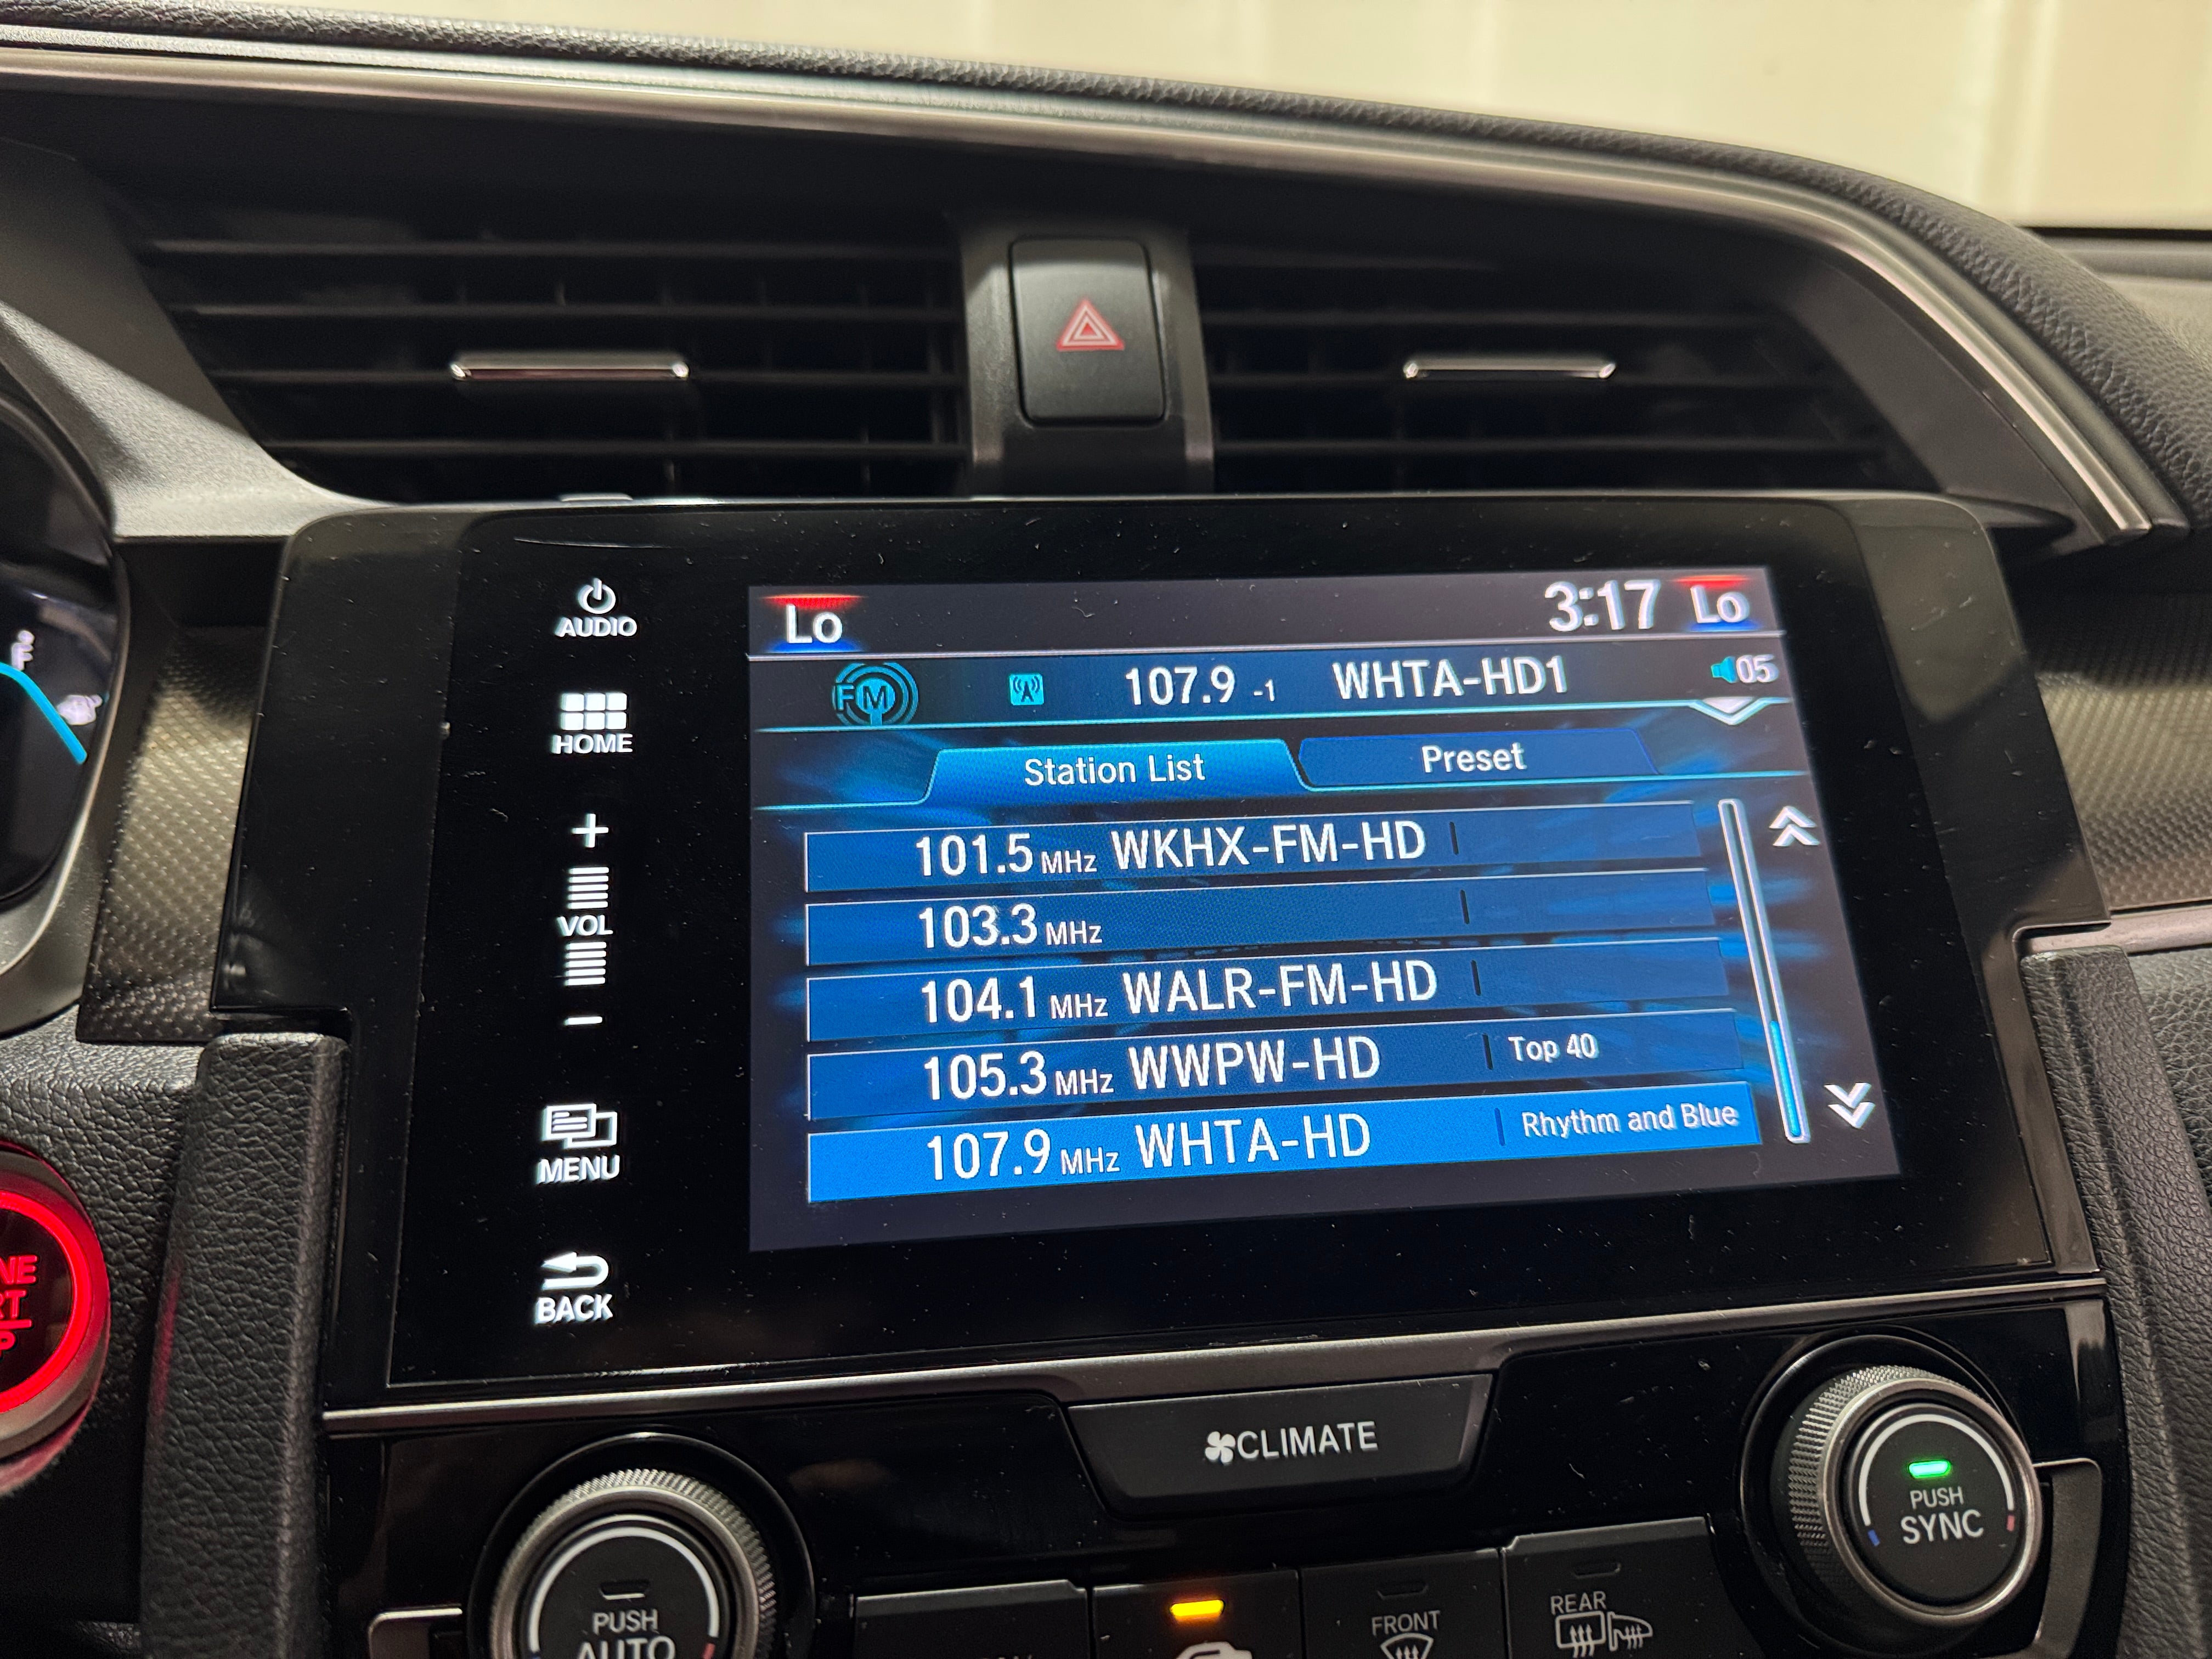 AUDIO
HOME
+
VOL
−
MENU
BACK
Lo 3:17 Lo
FM 107.9 -1 WHTA-HD1 05
Station List Preset
101.5 MHz WKHX-FM-HD
103.3 MHz
104.1 MHz WALR-FM-HD
105.3 MHz WWPW-HD Top 40
107.9 MHz WHTA-HD Rhythm and Blue
F
CLIMATE
PUSH
AUTO
FRONT
REAR
PUSH
SYNC